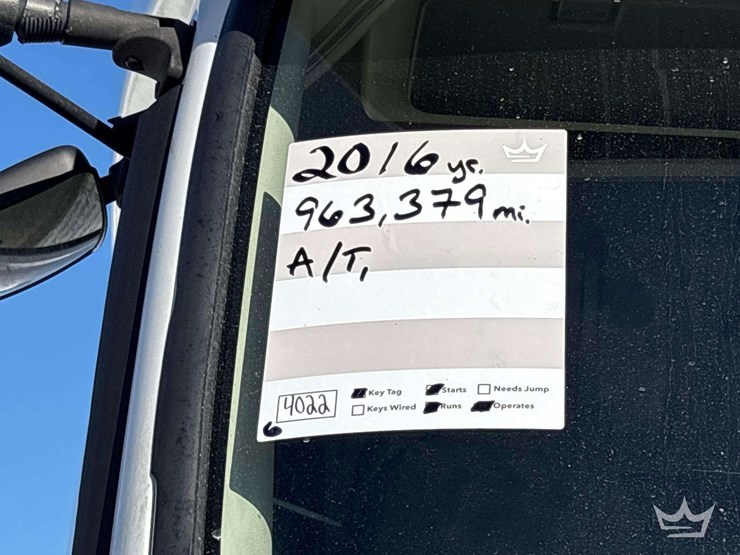 2016 yr.
963,379 mi.
A/T,
4022
Key Tag Starts Needs Jump
Keys Wired Runs Operates
6